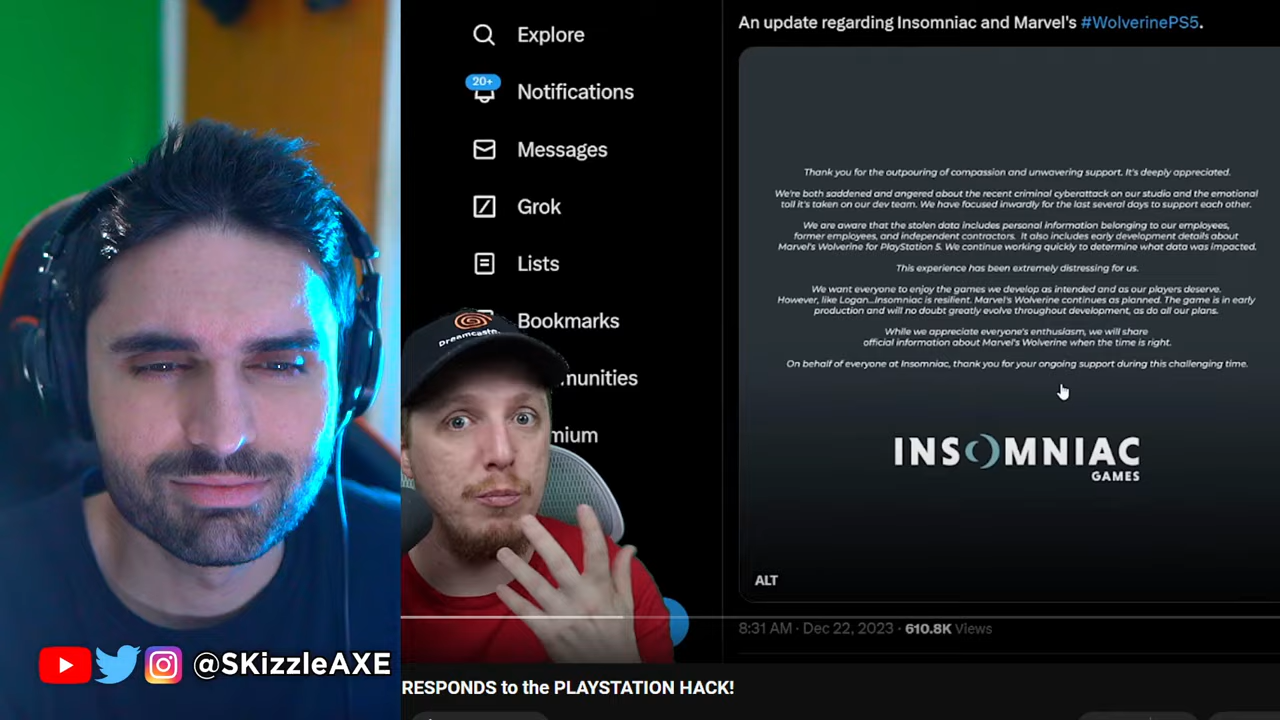 An update regarding Insomniac and Marvel's #WolverinePS5.
Explore
20+
Notifications
Messages
Grok
Lists
Bookmarks
munities
mium
Dreamcast
Thank you for the outpouring of compassion and unwavering support. It's deeply appreciated.
We're both saddened and angered about the recent criminal cyberattack on our studio and the emotional
toll it's taken on our dev team. We have focused inwardly for the last several days to support each other.
We are aware that the stolen data includes personal information belonging to our employees,
former employees, and independent contractors. It also includes early development details about
Marvel's Wolverine for PlayStation 5. We continue working quickly to determine what data was impacted.
This experience has been extremely distressing for us.
We want everyone to enjoy the games we develop as intended and as our players deserve.
However, like Logan...Insomniac is resilient. Marvel's Wolverine continues as planned. The game is in early
production and will no doubt greatly evolve throughout development, as do all our plans.
While we appreciate everyone's enthusiasm, we will share
official information about Marvel's Wolverine when the time is right.
On behalf of everyone at Insomniac, thank you for your ongoing support during this challenging time.
INSOMNIAC
GAMES
ALT
8:31 AM · Dec 22, 2023 · 610.8K Views
@SKizzleAXE
RESPONDS to the PLAYSTATION HACK!